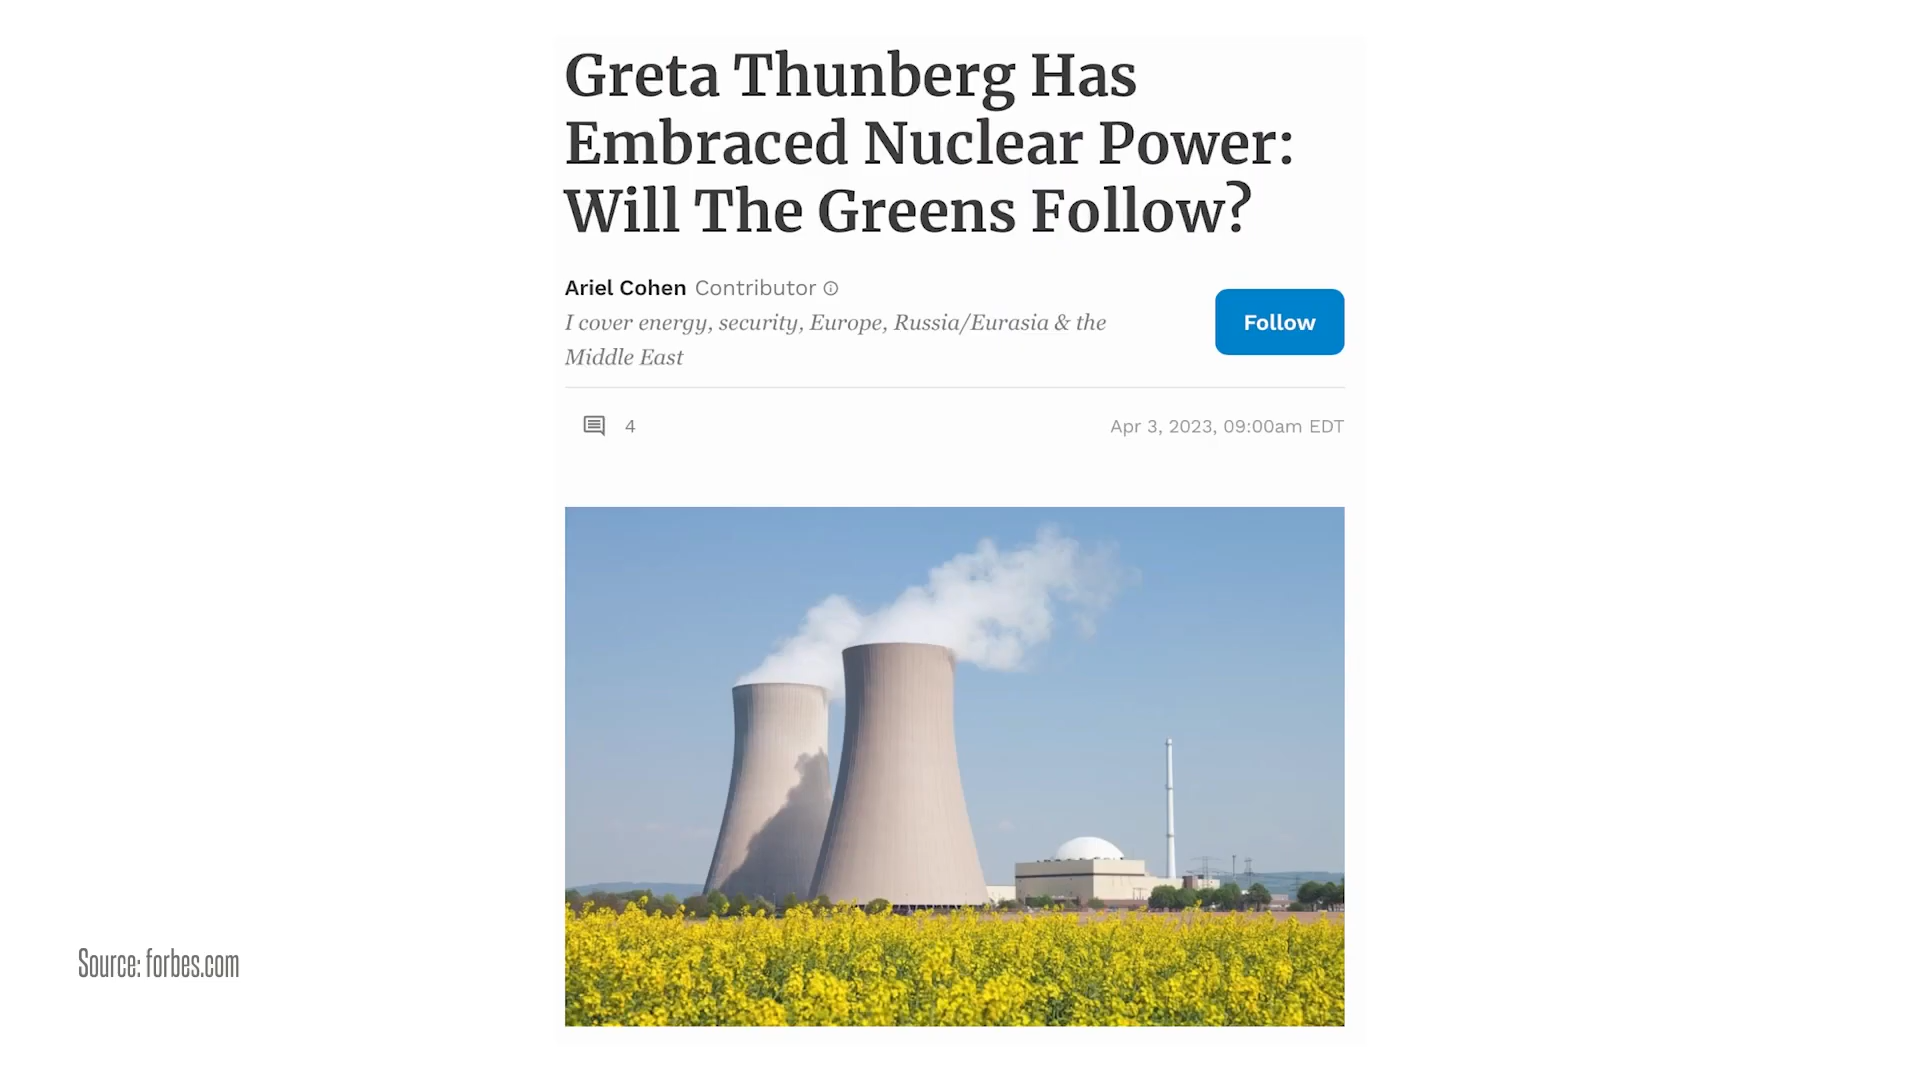 Greta Thunberg Has
Embraced Nuclear Power:
Will The Greens Follow?
Ariel Cohen Contributor
I cover energy, security, Europe, Russia/Eurasia & the
Middle East
Follow
4
Apr 3, 2023, 09:00am EDT
Source: forbes.com